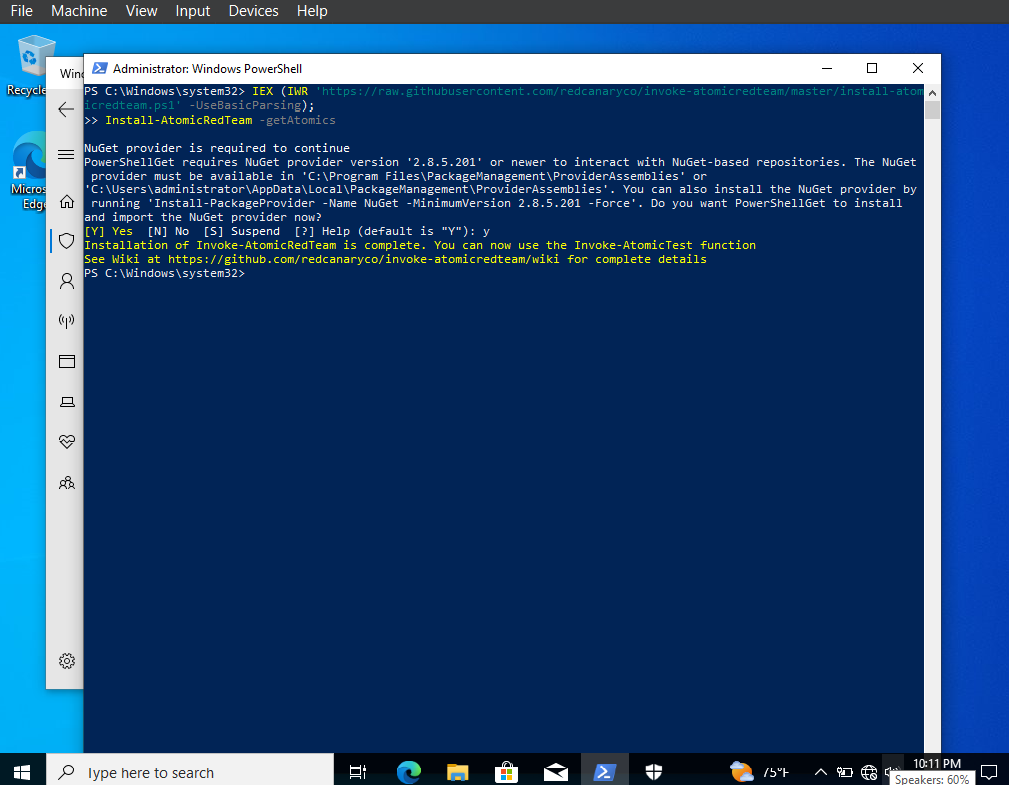 File Machine View Input Devices Help
Recycle
Wind
Administrator: Windows PowerShell
PS C:\Windows\system32> IEX (IWR 'https://raw.githubusercontent.com/redcanaryco/invoke-atomicredteam/master/install-atom
icredteam.ps1' -UseBasicParsing);
>> Install-AtomicRedTeam -getAtomics
NuGet provider is required to continue
PowerShellGet requires NuGet provider version '2.8.5.201' or newer to interact with NuGet-based repositories. The NuGet
provider must be available in 'C:\Program Files\PackageManagement\ProviderAssemblies' or
'C:\Users\administrator\AppData\Local\PackageManagement\ProviderAssemblies'. You can also install the NuGet provider by
running 'Install-PackageProvider -Name NuGet -MinimumVersion 2.8.5.201 -Force'. Do you want PowerShellGet to install
and import the NuGet provider now?
[Y] Yes [N] No [S] Suspend [?] Help (default is "Y"): y
Installation of Invoke-AtomicRedTeam is complete. You can now use the Invoke-AtomicTest function
See Wiki at https://github.com/redcanaryco/invoke-atomicredteam/wiki for complete details
PS C:\Windows\system32>
Micros
Edge
Type here to search
75°F
10:11 PM
Speakers: 60%